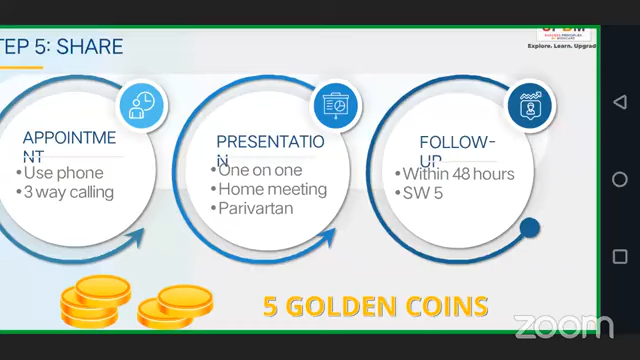 TEP 5: SHARE
Explore. Learn. Upgrad
APPOINTME
NT
•Use phone
•3 way calling
PRESENTATIO
N
•One on one
•Home meeting
•Parivartan
FOLLOW-
UP
•Within 48 hours
•SW 5
5 GOLDEN COINS
zoom